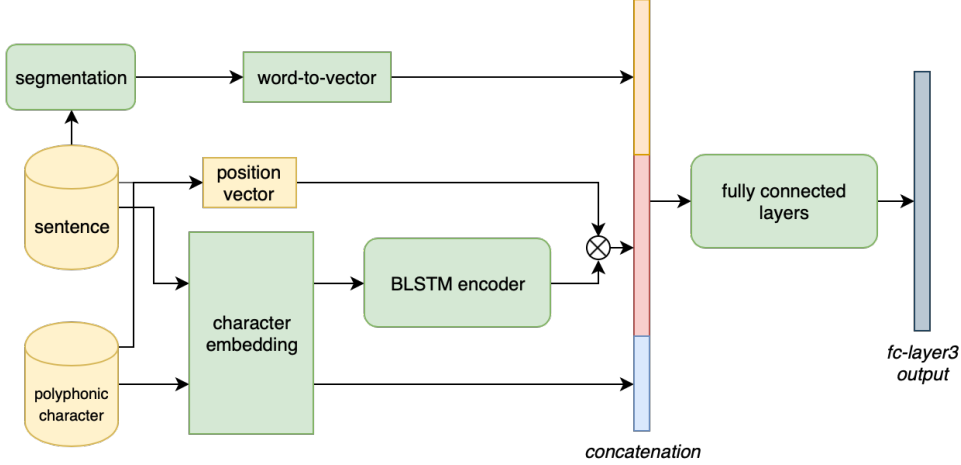 segmentation
word-to-vector
sentence
position
vector
fully connected
layers
BLSTM encoder
character
embedding
polyphonic
character
fc-layer3
output
concatenation